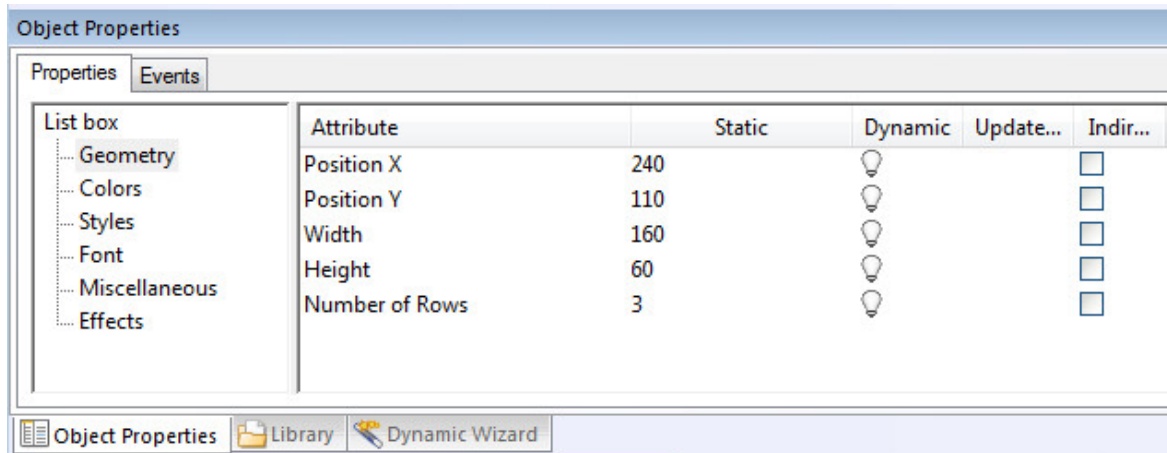 Object Properties
Properties Events
List box
Geometry
Colors
Styles
Font
Miscellaneous
Effects
Attribute Static Dynamic Update... Indir...
Position X 240
Position Y 110
Width 160
Height 60
Number of Rows 3
Object Properties Library Dynamic Wizard